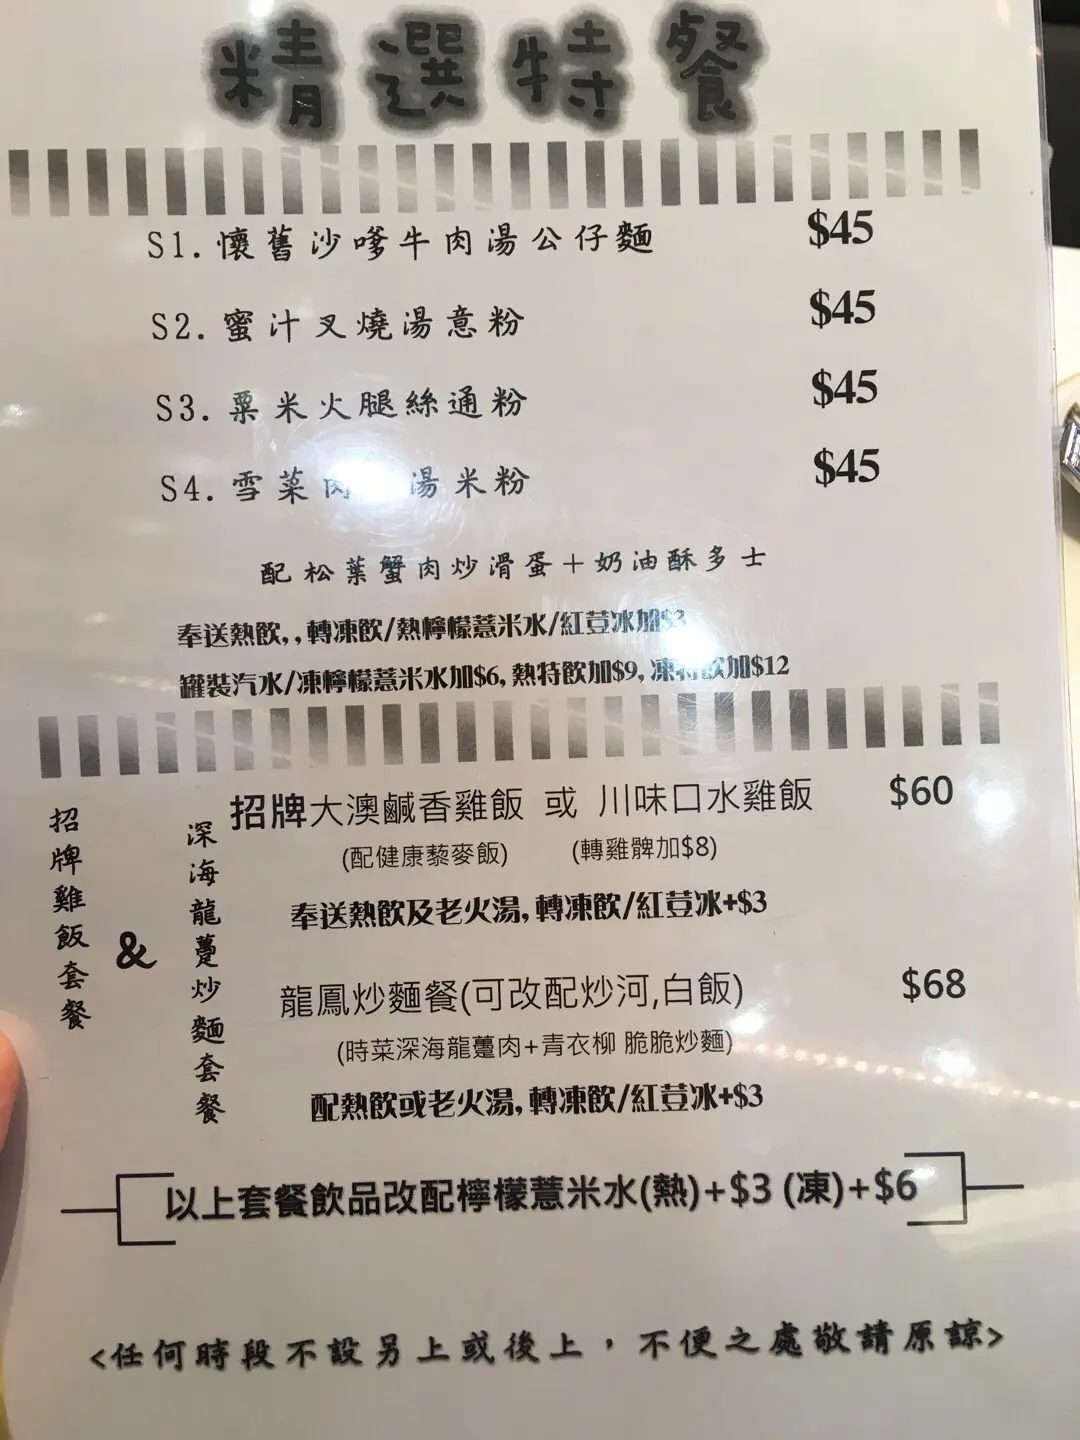 精選特餐
S1.懷舊沙嗲牛肉湯公仔麵 $45
S2.蜜汁叉燒湯意粉 $45
S3.粟米火腿絲通粉 $45
S4.雪菜肉 湯米粉 $45
配松葉蟹肉炒滑蛋+奶油酥多士
奉送熱飲,,轉凍飲/熱檸檬薏米水/紅荳冰加$3
罐裝汽水/凍檸檬薏米水加$6,熱特飲加$9,凍特飲加$12
招牌雞飯套餐
&
深海龍躉炒麵套餐
招牌大澳鹹香雞飯 或 川味口水雞飯 $60
(配健康藜麥飯) (轉雞髀加$8)
奉送熱飲及老火湯,轉凍飲/紅荳冰+$3
龍鳳炒麵餐(可改配炒河,白飯) $68
(時菜深海龍躉肉+青衣柳 脆脆炒麵)
配熱飲或老火湯,轉凍飲/紅荳冰+$3
以上套餐飲品改配檸檬薏米水(熱)+$3 (凍)+$6
<任何時段不設另上或後上，不便之處敬請原諒>